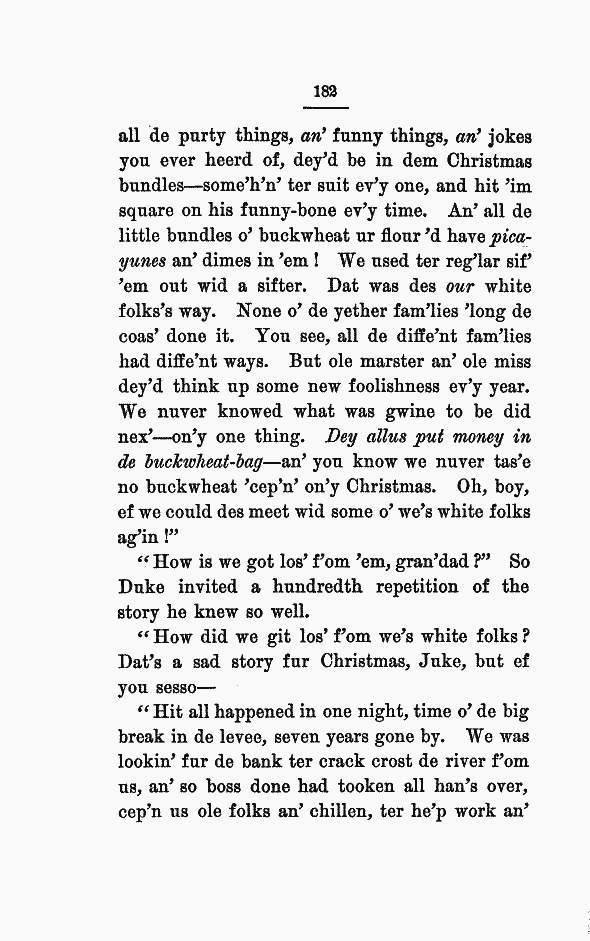 182
all de purty things, an’ funny things, an’ jokes
you ever heerd of, dey’d be in dem Christmas
bundles—some’h’n’ ter suit ev’y one, and hit ’im
square on his funny-bone ev’y time. An’ all de
little bundles o’ buckwheat ur flour ’d have pica-
yunes an’ dimes in ’em! We used ter reg’lar sif’
’em out wid a sifter. Dat was des our white
folks’s way. None o’ de yether fam’lies ’long de
coas’ done it. You see, all de diffe’nt fam’lies
had diffe’nt ways. But ole marster an’ ole miss
dey’d think up some new foolishness ev’y year.
We nuver knowed what was gwine to be did
nex’—on’y one thing. Dey allus put money in
de buckwheat-bag—an’ you know we nuver tas’e
no buckwheat ’cep’n’ on’y Christmas. Oh, boy,
ef we could des meet wid some o’ we’s white folks
ag’in!”
“How is we got los’ f’om ’em, gran’dad?” So
Duke invited a hundredth repetition of the
story he knew so well.
“How did we git los’ f’om we’s white folks?
Dat’s a sad story fur Christmas, Juke, but ef
you sesso—
“Hit all happened in one night, time o’ de big
break in de levee, seven years gone by. We was
lookin’ fur de bank ter crack crost de river f’om
us, an’ so boss done had tooken all han’s over,
cep’n us ole folks an’ chillen, ter he’p work an’